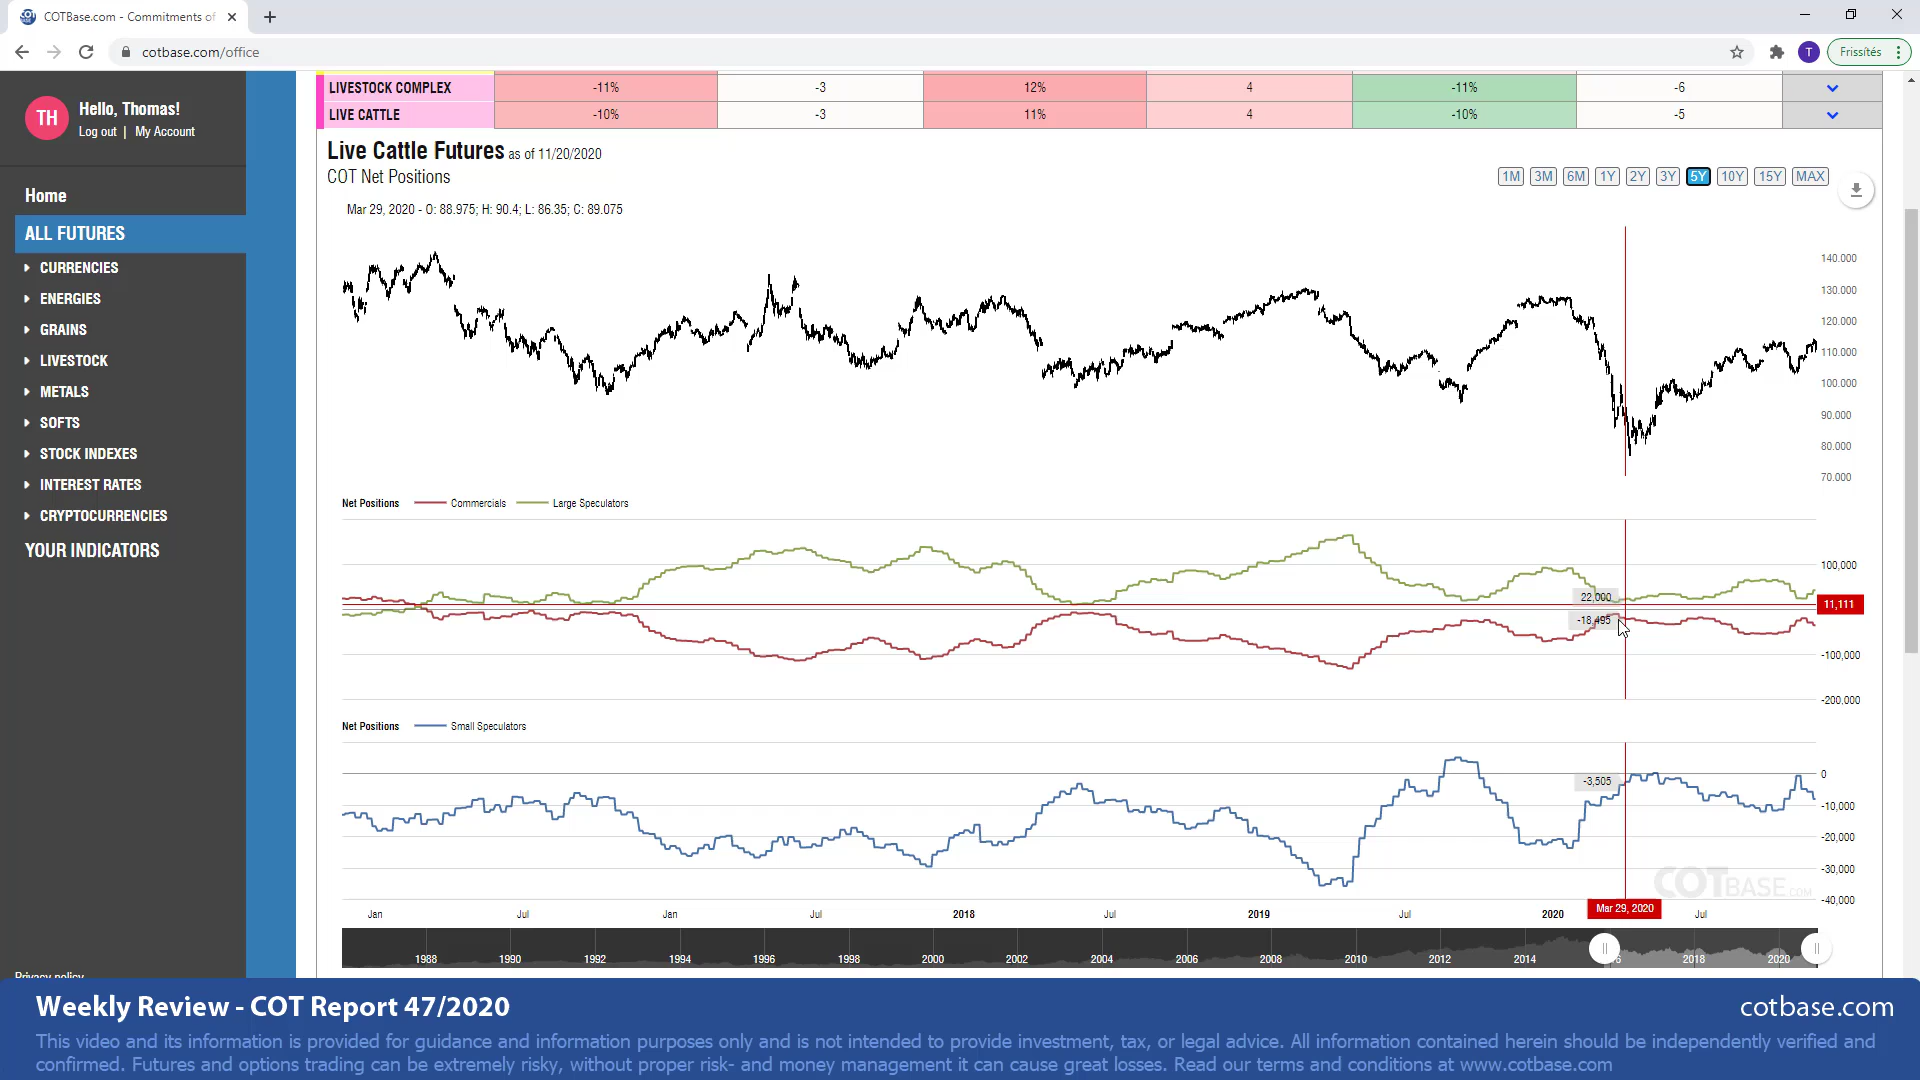 COTBase.com - Commitments of
cotbase.com/office
T
Frissítés
TH
Hello, Thomas!
Log out | My Account
Home
ALL FUTURES
CURRENCIES
ENERGIES
GRAINS
LIVESTOCK
METALS
SOFTS
STOCK INDEXES
INTEREST RATES
CRYPTOCURRENCIES
YOUR INDICATORS
Privacy policy
LIVESTOCK COMPLEX -11% -3 12% 4 -11% -6
LIVE CATTLE -10% -3 11% 4 -10% -5
Live Cattle Futures as of 11/20/2020
COT Net Positions
1M 3M 6M 1Y 2Y 3Y 5Y 10Y 15Y MAX
Mar 29, 2020 - O: 88.975; H: 90.4; L: 86.35; C: 89.075
140.000
130.000
120.000
110.000
100.000
90.000
80.000
70.000
Net Positions Commercials Large Speculators
100,000
22,000
11,111
-18,495
-100,000
-200,000
Net Positions Small Speculators
0
-3,505
-10,000
-20,000
-30,000
COTBASE.COM
-40,000
Jan Jul Jan Jul 2018 Jul 2019 Jul 2020 Mar 29, 2020 Jul
1988 1990 1992 1994 1996 1998 2000 2002 2004 2006 2008 2010 2012 2014 2018 2020
Weekly Review - COT Report 47/2020
cotbase.com
This video and its information is provided for guidance and information purposes only and is not intended to provide investment, tax, or legal advice. All information contained herein should be independently verified and
confirmed. Futures and options trading can be extremely risky, without proper risk- and money management it can cause great losses. Read our terms and conditions at www.cotbase.com